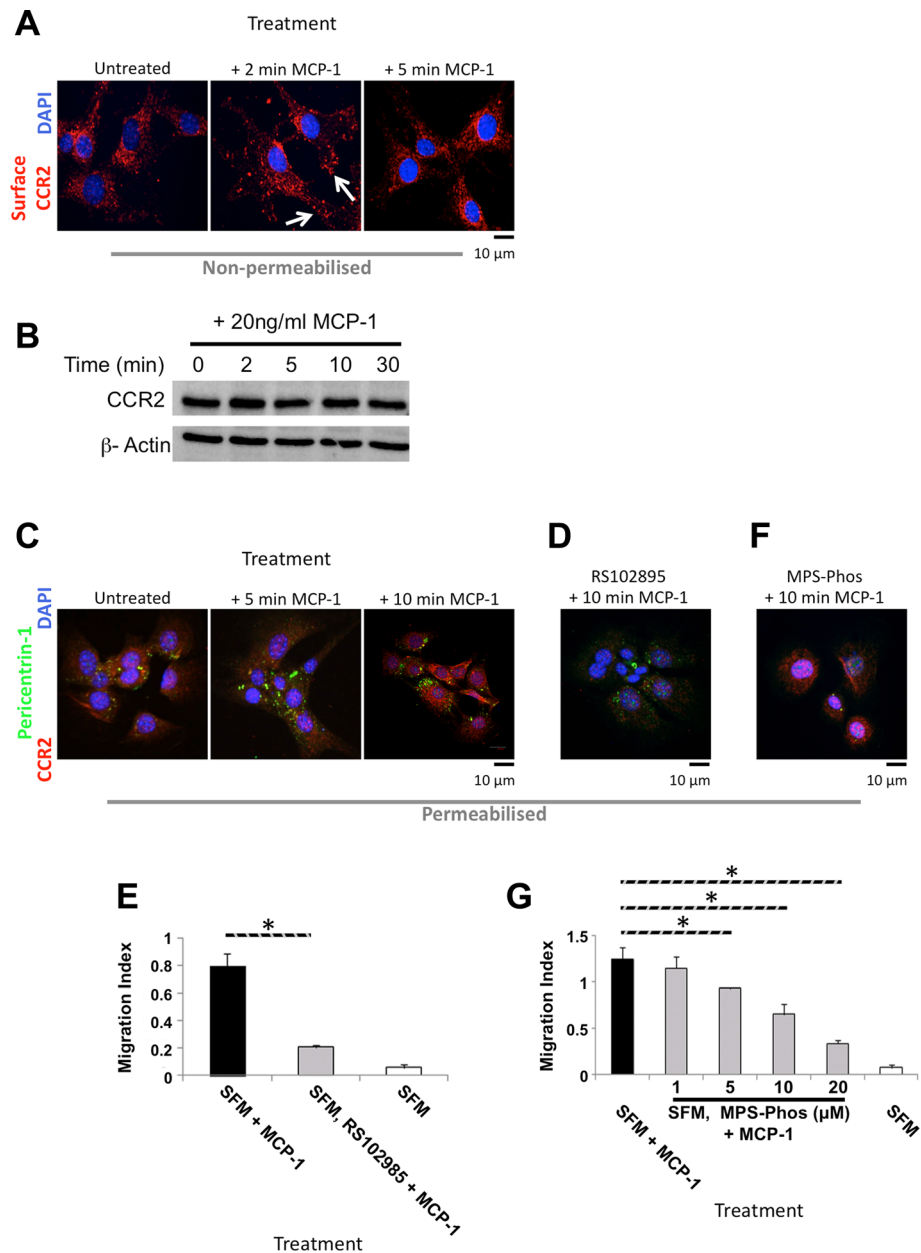 A
Treatment
Untreated
+ 2 min MCP-1
+ 5 min MCP-1
Surface
CCR2
DAPI
10 μm
Non-permeabilised
B
+ 20ng/ml MCP-1
Time (min) 0 2 5 10 30
CCR2
β- Actin
C
Treatment
Untreated
+ 5 min MCP-1
+ 10 min MCP-1
CCR2
Pericentrin-1
DAPI
10 μm
D
RS102895
+ 10 min MCP-1
10 μm
F
MPS-Phos
+ 10 min MCP-1
10 μm
Permeabilised
E
*
Migration Index
1
0.8
0.6
0.4
0.2
0
SFM + MCP-1
SFM, RS102985 + MCP-1
SFM
Treatment
G
*
*
*
Migration Index
1.5
1
0.5
0
1 5 10 20
SFM + MCP-1
SFM, MPS-Phos (μM)
+ MCP-1
SFM
Treatment